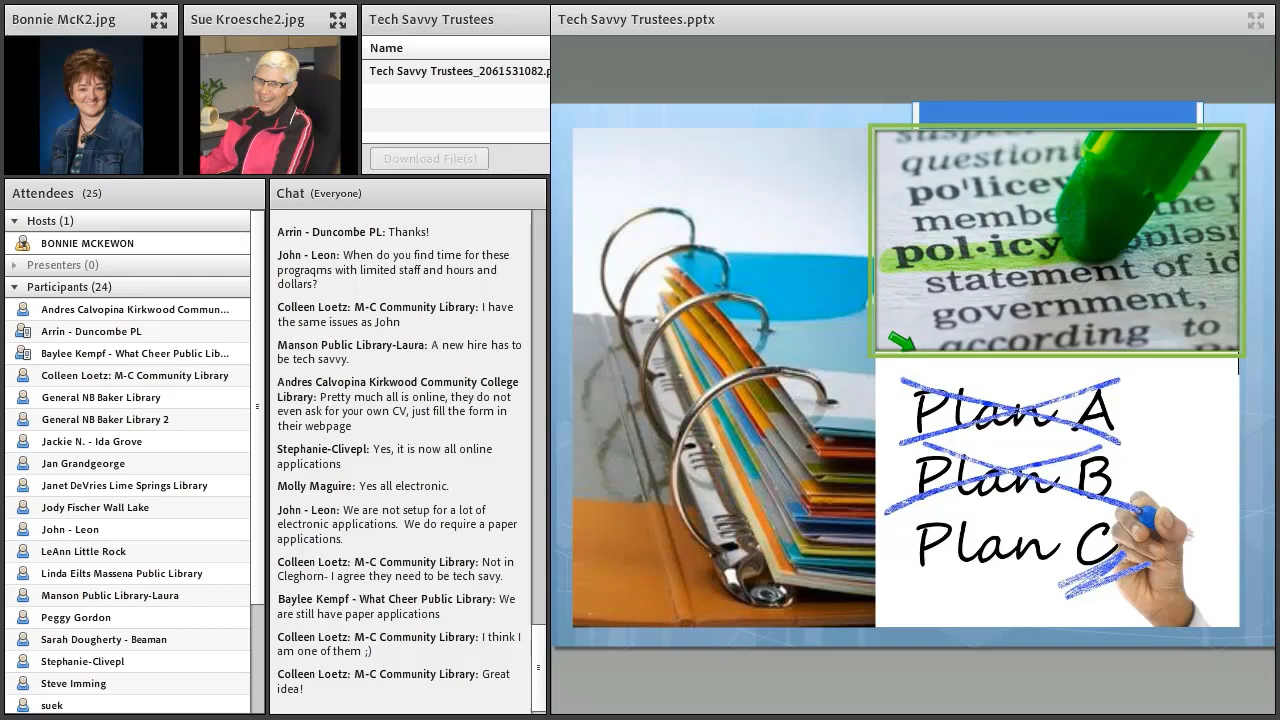 Bonnie McK2.jpg
Sue Kroesche2.jpg
Tech Savvy Trustees
Name
Tech Savvy Trustees_2061531082.p
Download File(s)
Attendees (25)
Hosts (1)
BONNIE MCKEWON
Presenters (0)
Participants (24)
Andres Calvopina Kirkwood Commun...
Arrin - Duncombe PL
Baylee Kempf - What Cheer Public Lib...
Colleen Loetz: M-C Community Library
General NB Baker Library
General NB Baker Library 2
Jackie N. - Ida Grove
Jan Grandgeorge
Janet DeVries Lime Springs Library
Jody Fischer Wall Lake
John - Leon
LeAnn Little Rock
Linda Eilts Massena Public Library
Manson Public Library-Laura
Peggy Gordon
Sarah Dougherty - Beaman
Stephanie-Clivepl
Steve Imming
suek
Chat (Everyone)
Arrin - Duncombe PL: Thanks!
John - Leon: When do you find time for these
prograqms with limited staff and hours and
dollars?
Colleen Loetz: M-C Community Library: I have
the same issues as John
Manson Public Library-Laura: A new hire has to
be tech savvy.
Andres Calvopina Kirkwood Community College
Library: Pretty much all is online, they do not
even ask for your own CV, just fill the form in
their webpage
Stephanie-Clivepl: Yes, it is now all online
applications
Molly Maguire: Yes all electronic.
John - Leon: We are not setup for a lot of
electronic applications.  We do require a paper
applications.
Colleen Loetz: M-C Community Library: Not in
Cleghorn- I agree they need to be tech savy.
Baylee Kempf - What Cheer Public Library: We
are still have paper applications
Colleen Loetz: M-C Community Library: I think I
am one of them ;)
Colleen Loetz: M-C Community Library: Great
idea!
Tech Savvy Trustees.pptx
questioni
po'licew
membe the p
pol·icy
statement of id
government,
according to
Plan A
Plan B
Plan C